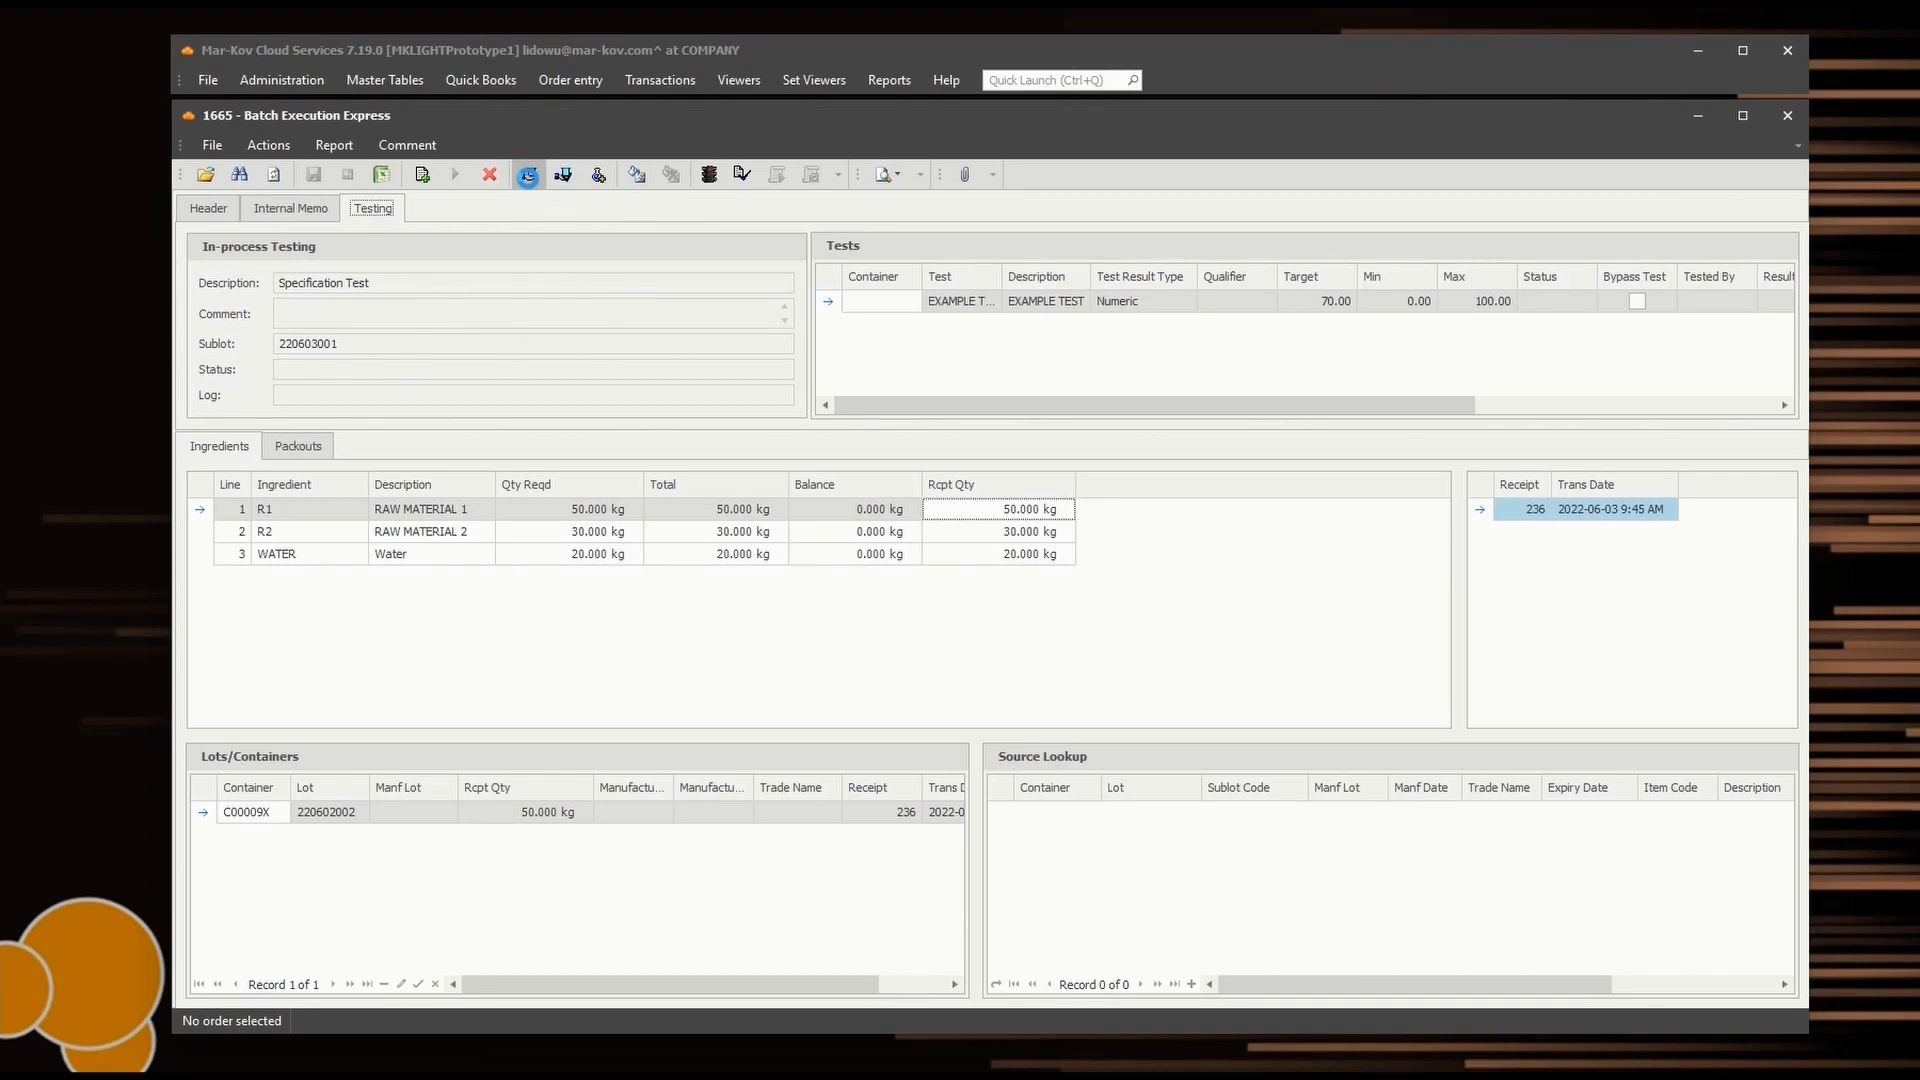 Mar-Kov Cloud Services 7.19.0 [MKLIGHTPrototype1] lidowu@mar-kov.com^ at COMPANY
File Administration Master Tables Quick Books Order entry Transactions Viewers Set Viewers Reports Help Quick Launch (Ctrl+Q)
1665 - Batch Execution Express
File Actions Report Comment
Header Internal Memo Testing
In-process Testing
Description: Specification Test
Comment:
Sublot: 220603001
Status:
Log:
Tests
Container Test Description Test Result Type Qualifier Target Min Max Status Bypass Test Tested By Result
EXAMPLE T... EXAMPLE TEST Numeric 70.00 0.00 100.00
Ingredients Packouts
Line Ingredient Description Qty Reqd Total Balance Rcpt Qty
1 R1 RAW MATERIAL 1 50.000 kg 50.000 kg 0.000 kg 50.000 kg
2 R2 RAW MATERIAL 2 30.000 kg 30.000 kg 0.000 kg 30.000 kg
3 WATER Water 20.000 kg 20.000 kg 0.000 kg 20.000 kg
Receipt Trans Date
236 2022-06-03 9:45 AM
Lots/Containers
Container Lot Manf Lot Rcpt Qty Manufactu... Manufactu... Trade Name Receipt Trans D
C00009X 220602002 50.000 kg 236 2022-0
Record 1 of 1
Source Lookup
Container Lot Sublot Code Manf Lot Manf Date Trade Name Expiry Date Item Code Description
Record 0 of 0
No order selected